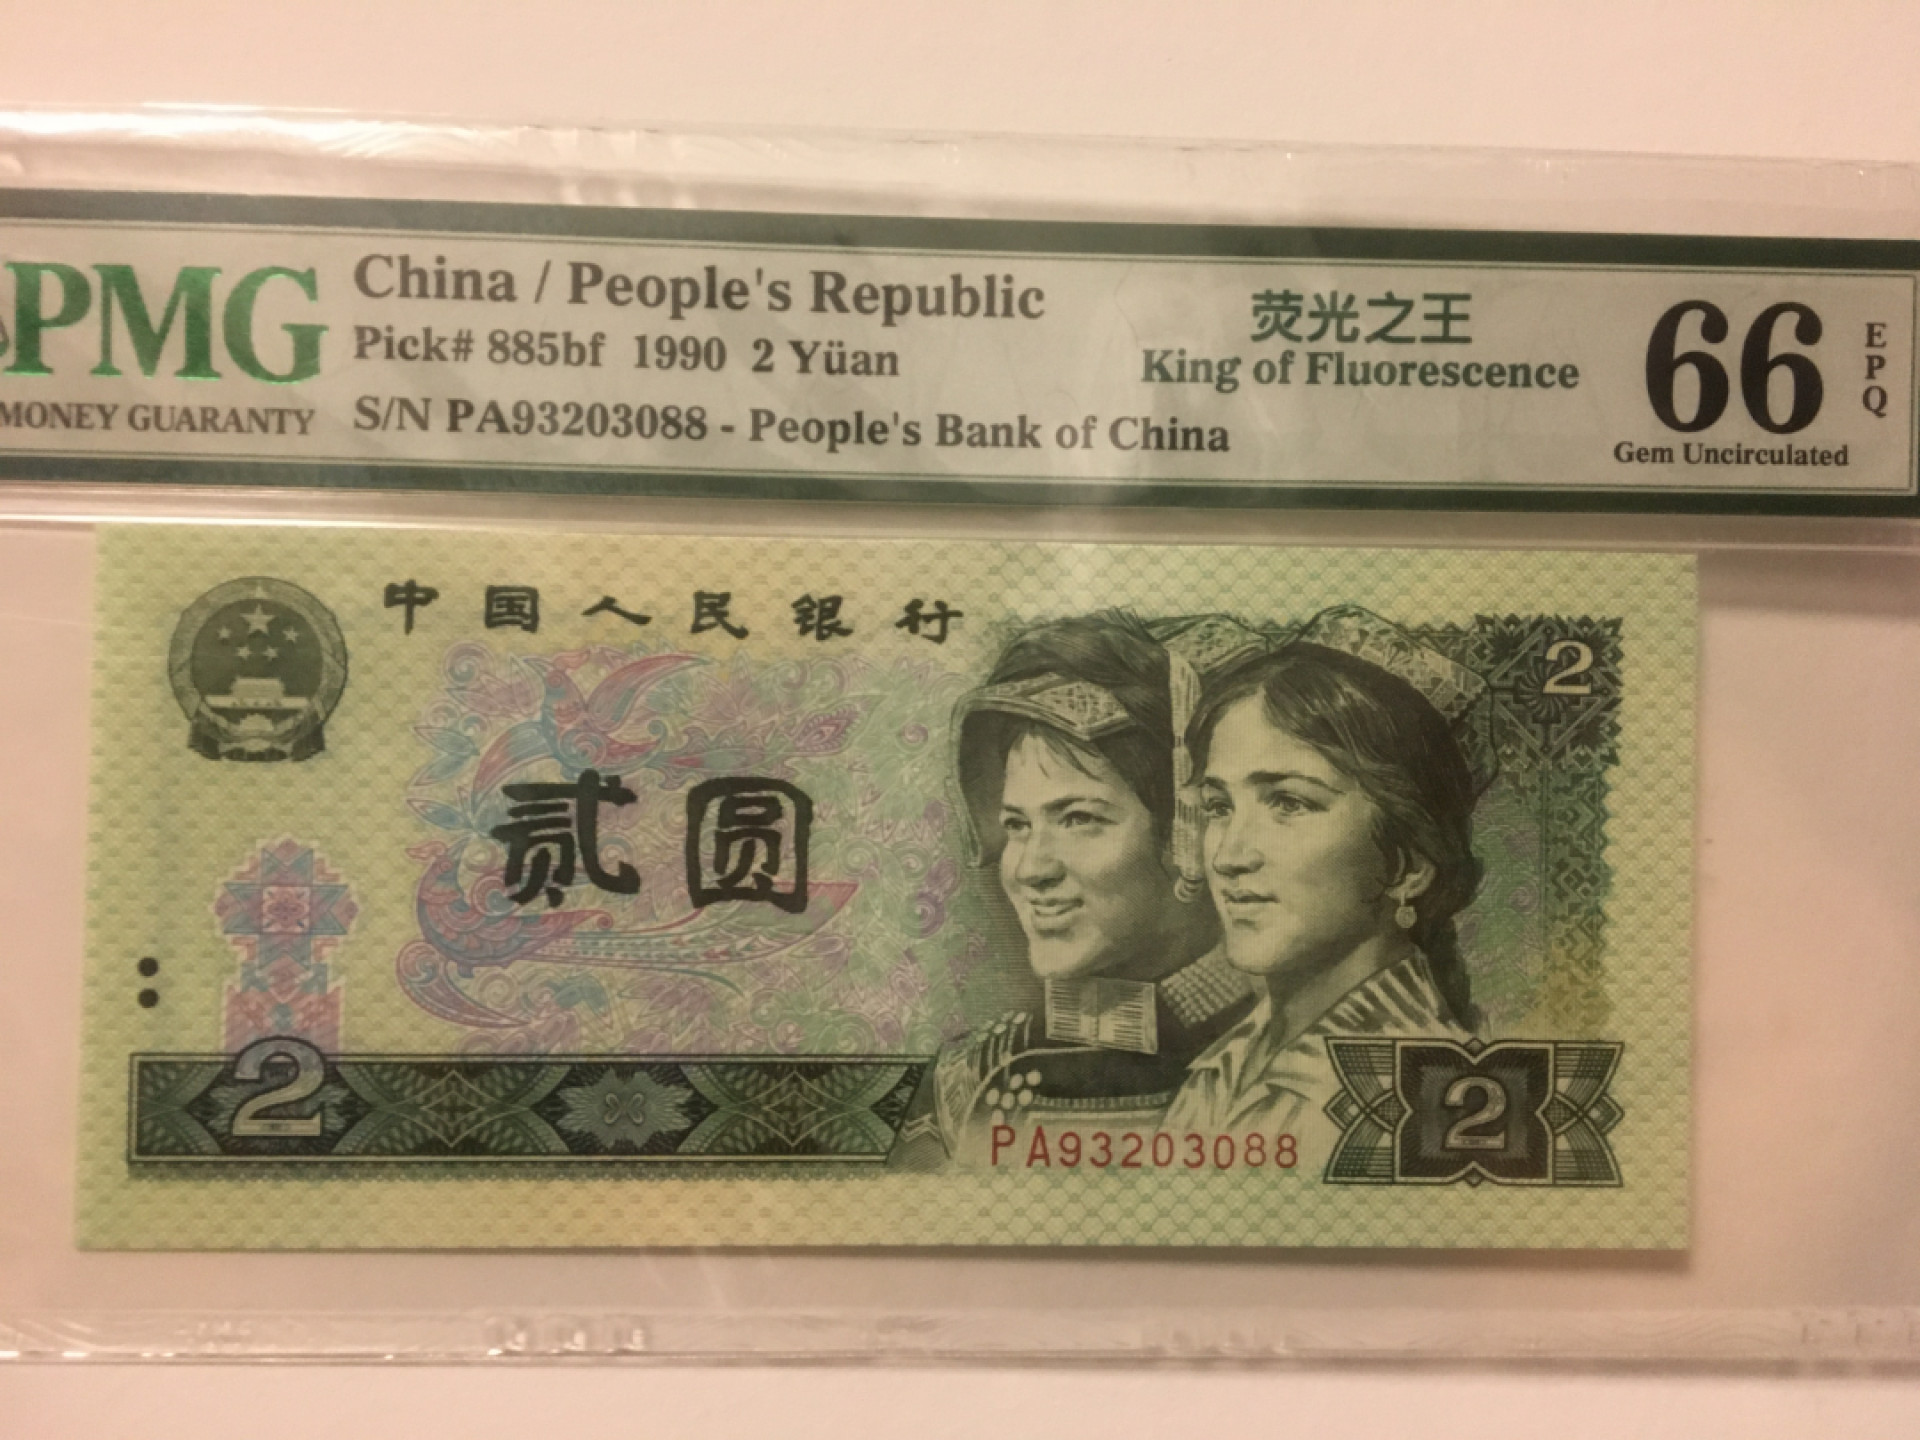 PMG
MONEY GUARANTY
China / People's Republic
Pick# 885bf 1990 2 Yüan
S/N PA93203088 - People's Bank of China
荧光之王
King of Fluorescence
66
EPQ
Gem Uncirculated
中国人民银行
2
贰圆
2
PA93203088
2